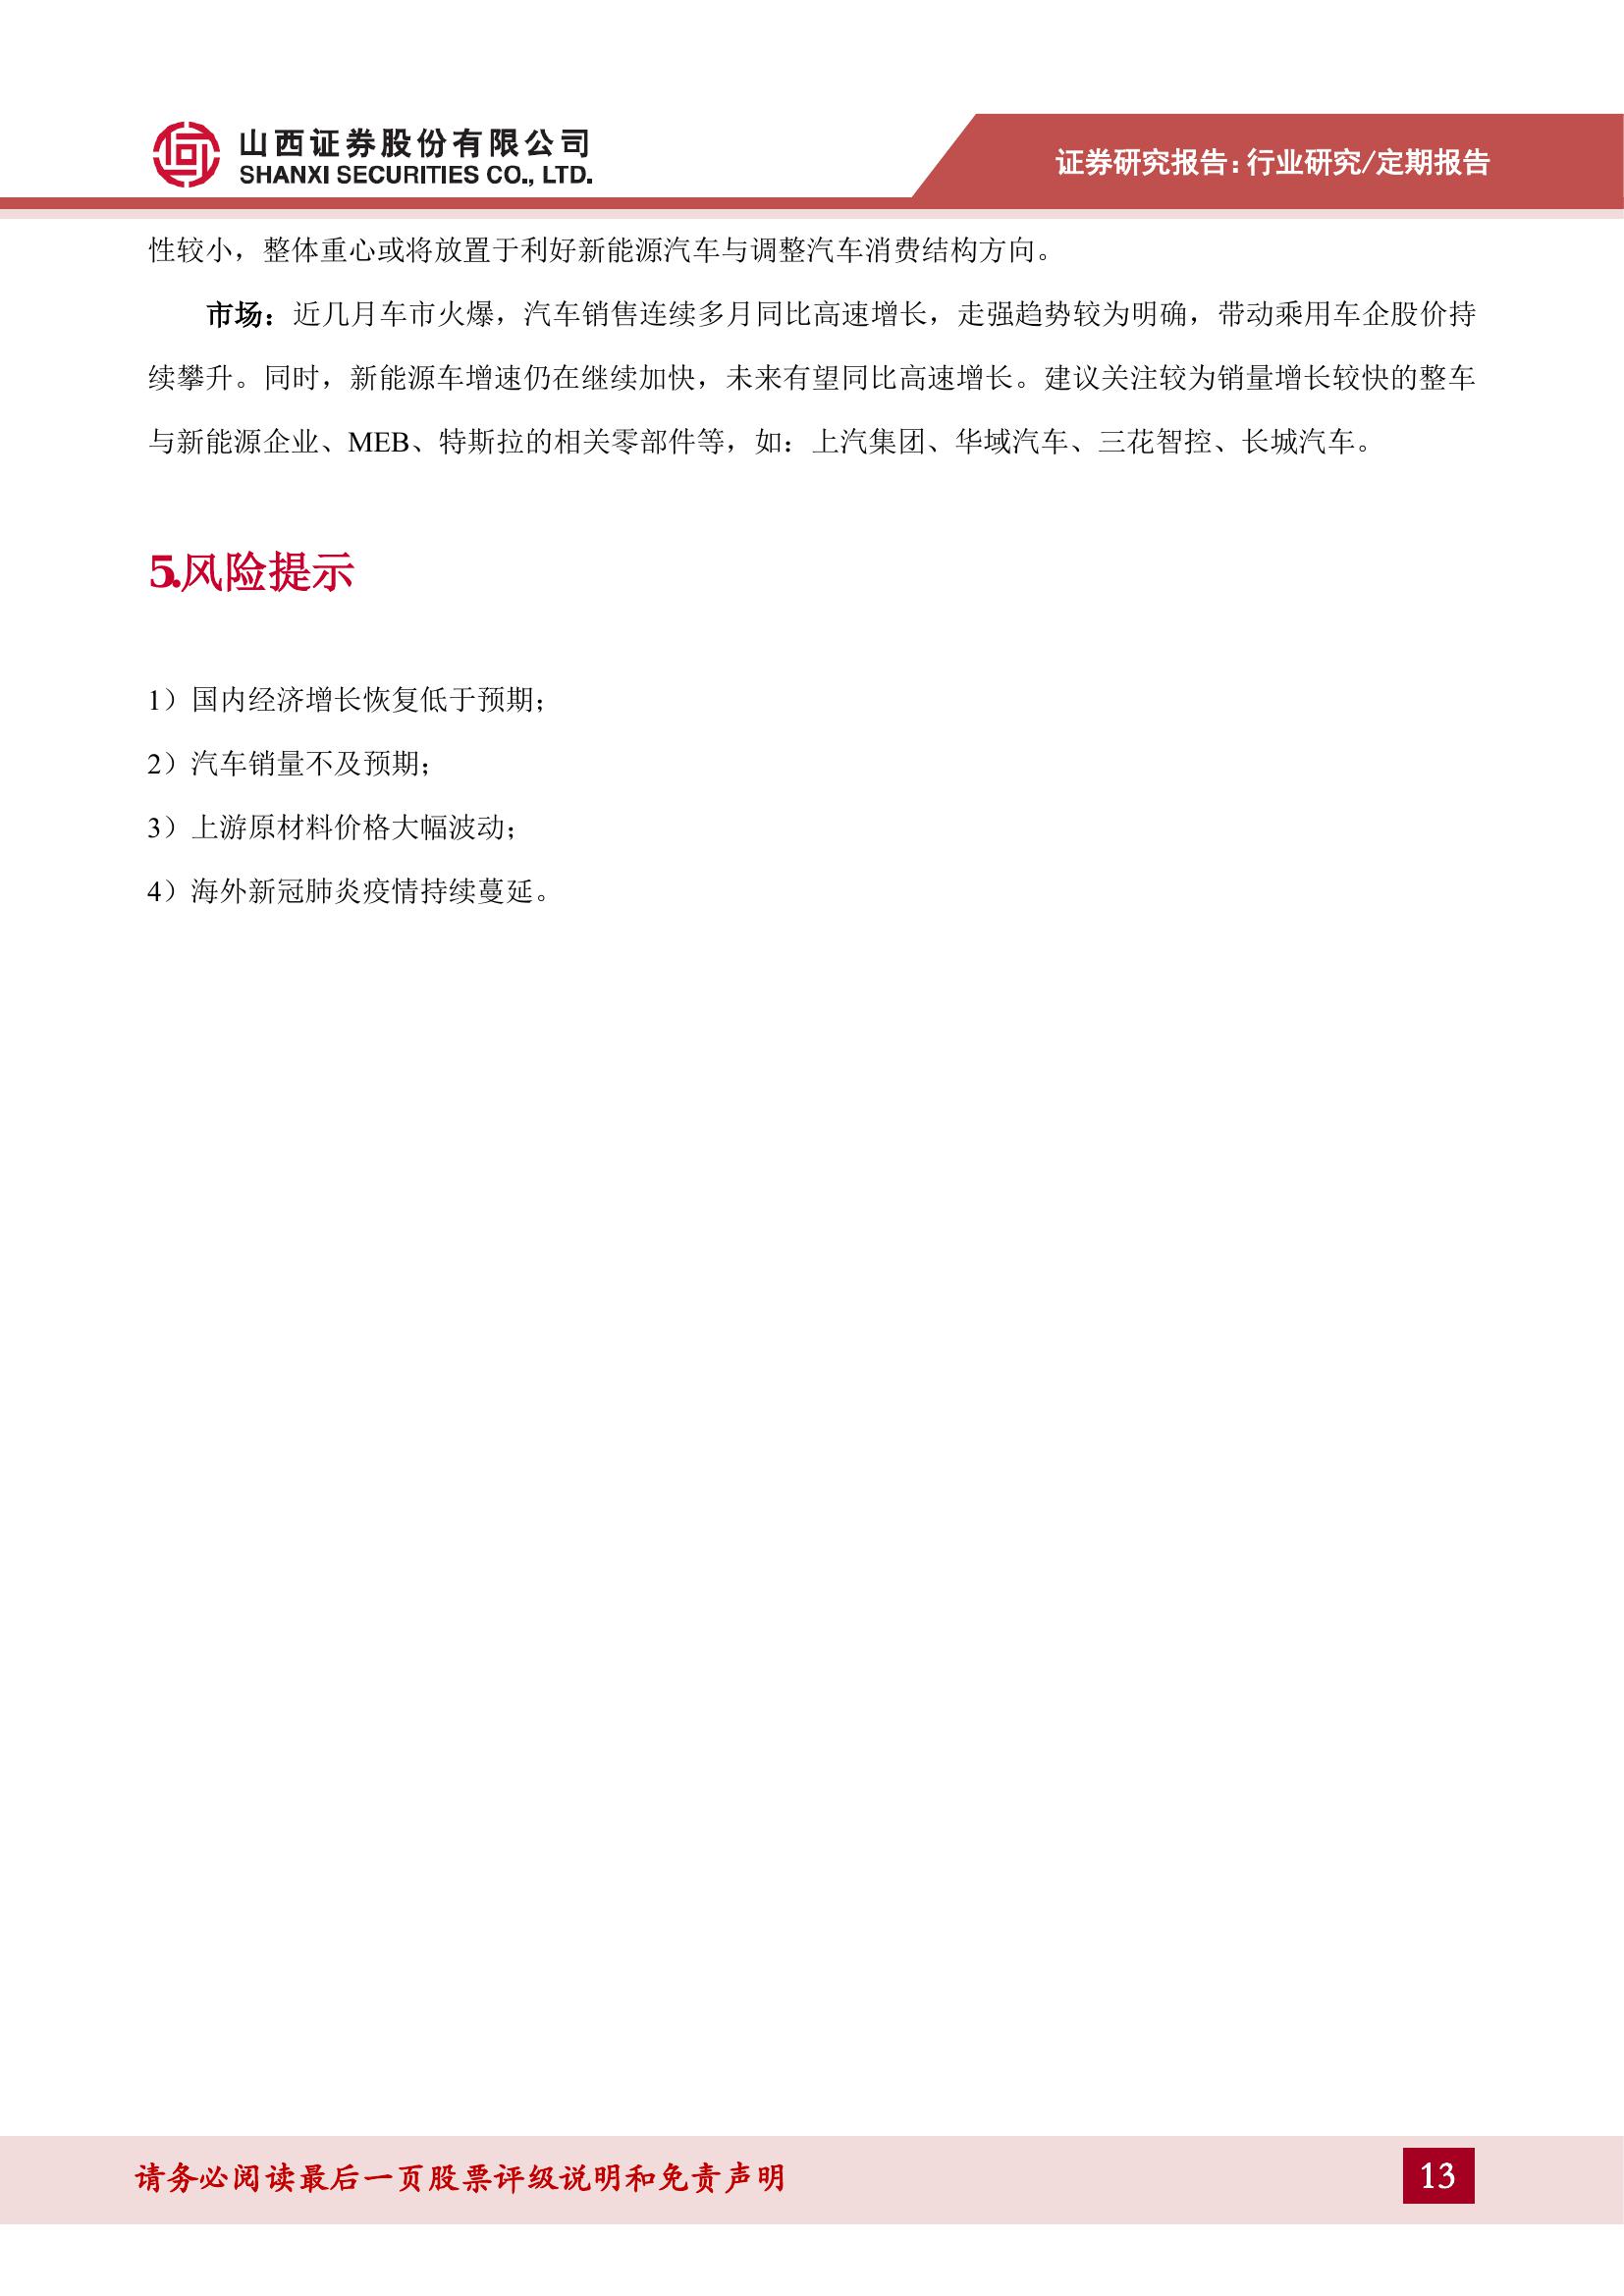 山西证券股份有限公司
SHANXI SECURITIES CO., LTD.
证券研究报告:行业研究/定期报告
性较小，整体重心或将放置于利好新能源汽车与调整汽车消费结构方向。
市场：近几月车市火爆，汽车销售连续多月同比高速增长，走强趋势较为明确，带动乘用车企股价持
续攀升。同时，新能源车增速仍在继续加快，未来有望同比高速增长。建议关注较为销量增长较快的整车
与新能源企业、MEB、特斯拉的相关零部件等，如：上汽集团、华域汽车、三花智控、长城汽车。
5.风险提示
1）国内经济增长恢复低于预期；
2）汽车销量不及预期；
3）上游原材料价格大幅波动；
4）海外新冠肺炎疫情持续蔓延。
请务必阅读最后一页股票评级说明和免责声明
13